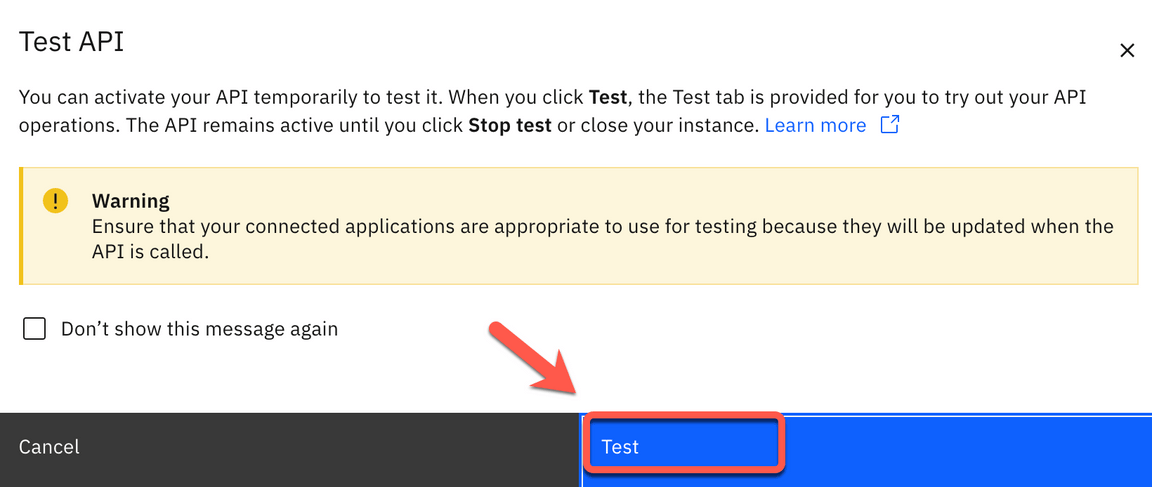 Test API
You can activate your API temporarily to test it. When you click Test, the Test tab is provided for you to try out your API
operations. The API remains active until you click Stop test or close your instance. Learn more
Warning
Ensure that your connected applications are appropriate to use for testing because they will be updated when the
API is called.
Don’t show this message again
Cancel
Test